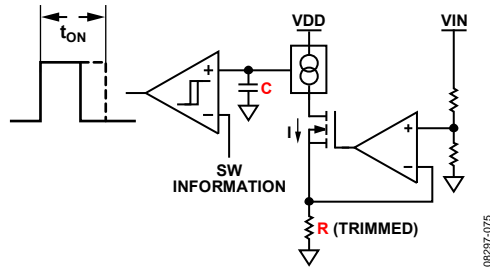 tON
VDD
VIN
C
I
SW
INFORMATION
R (TRIMMED)
08297-075